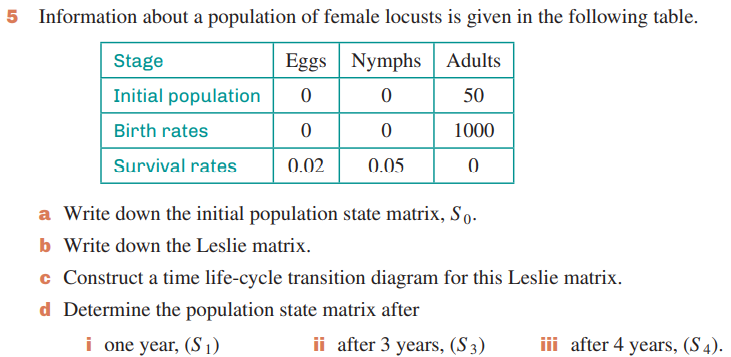 5 Information about a population of female locusts is given in the following table.
Stage Eggs Nymphs Adults
Initial population 0 0 50
Birth rates 0 0 1000
Survival rates 0.02 0.05 0
a Write down the initial population state matrix, S₀.
b Write down the Leslie matrix.
c Construct a time life-cycle transition diagram for this Leslie matrix.
d Determine the population state matrix after
i one year, (S₁) ii after 3 years, (S₃) iii after 4 years, (S₄).